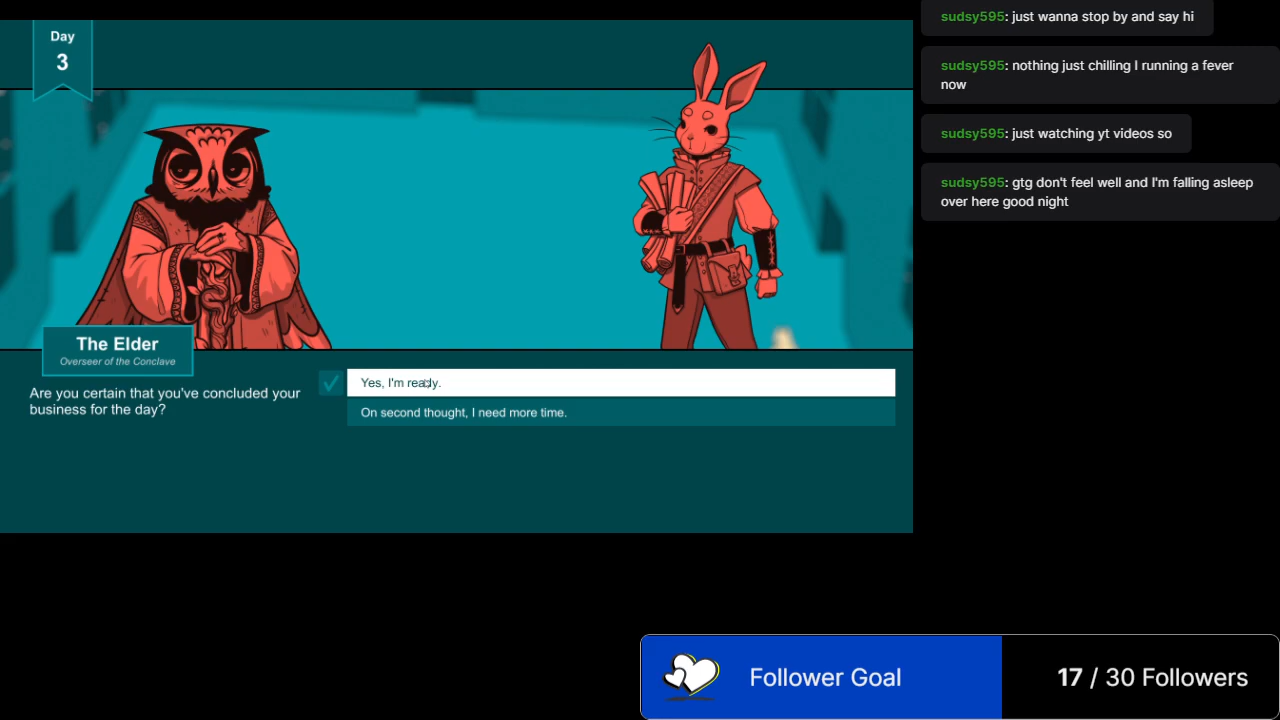 Day
3
The Elder
Overseer of the Conclave
Are you certain that you've concluded your
business for the day?
Yes, I'm ready.
On second thought, I need more time.
sudsy595: just wanna stop by and say hi
sudsy595: nothing just chilling I running a fever
now
sudsy595: just watching yt videos so
sudsy595: gtg don't feel well and I'm falling asleep
over here good night
Follower Goal
17 / 30 Followers